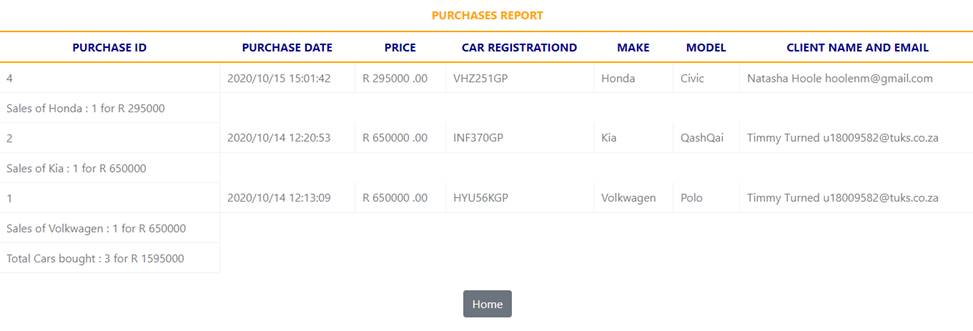 PURCHASES REPORT
PURCHASE ID PURCHASE DATE PRICE CAR REGISTRATIOND MAKE MODEL CLIENT NAME AND EMAIL
4 2020/10/15 15:01:42 R 295000 .00 VHZ251GP Honda Civic Natasha Hoole hoolenm@gmail.com
Sales of Honda : 1 for R 295000
2 2020/10/14 12:20:53 R 650000 .00 INF370GP Kia QashQai Timmy Turned u18009582@tuks.co.za
Sales of Kia : 1 for R 650000
1 2020/10/14 12:13:09 R 650000 .00 HYU56KGP Volkwagen Polo Timmy Turned u18009582@tuks.co.za
Sales of Volkwagen : 1 for R 650000
Total Cars bought : 3 for R 1595000
Home